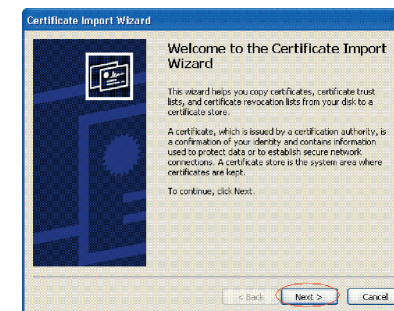 Certificate Import Wizard
Welcome to the Certificate Import
Wizard
This wizard helps you copy certificates, certificate trust
lists, and certificate revocation lists from your disk to a
certificate store.
A certificate, which is issued by a certification authority, is
a confirmation of your identity and contains information
used to protect data or to establish secure network
connections. A certificate store is the system area where
certificates are kept.
To continue, click Next.
< Back
Next >
Cancel